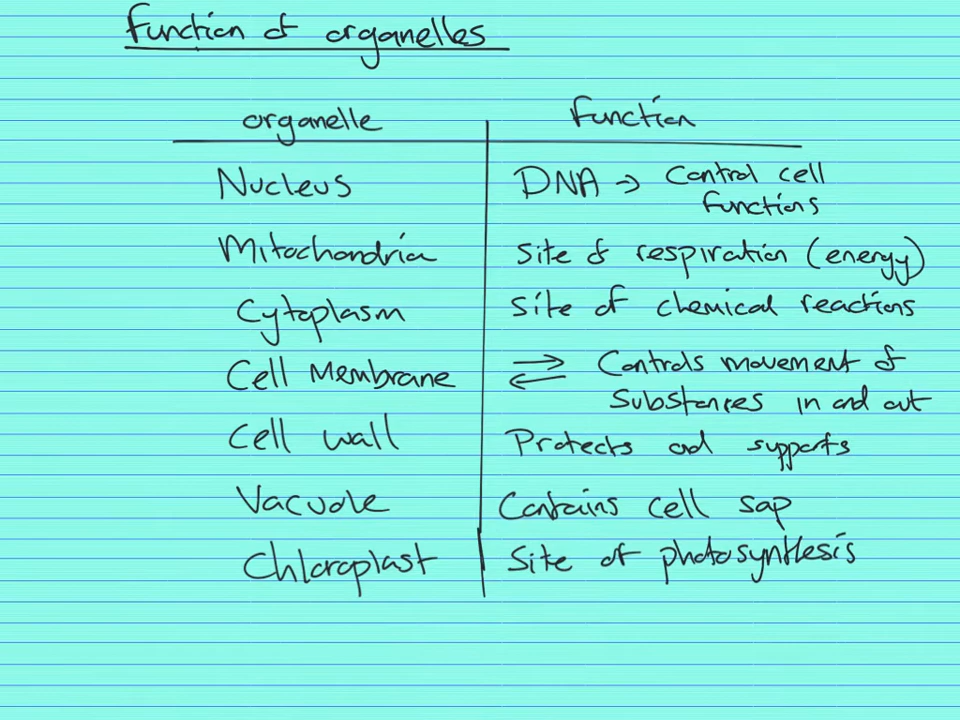 Function of organelles
organelle function
Nucleus DNA → Control cell
functions
Mitochondria Site of respiration (energy)
Cytoplasm Site of chemical reactions
Cell Membrane ⇄ Controls movement of
Substances in and out
Cell wall Protects and supports
Vacuole Contains cell sap
Chloroplast Site of photosynthesis